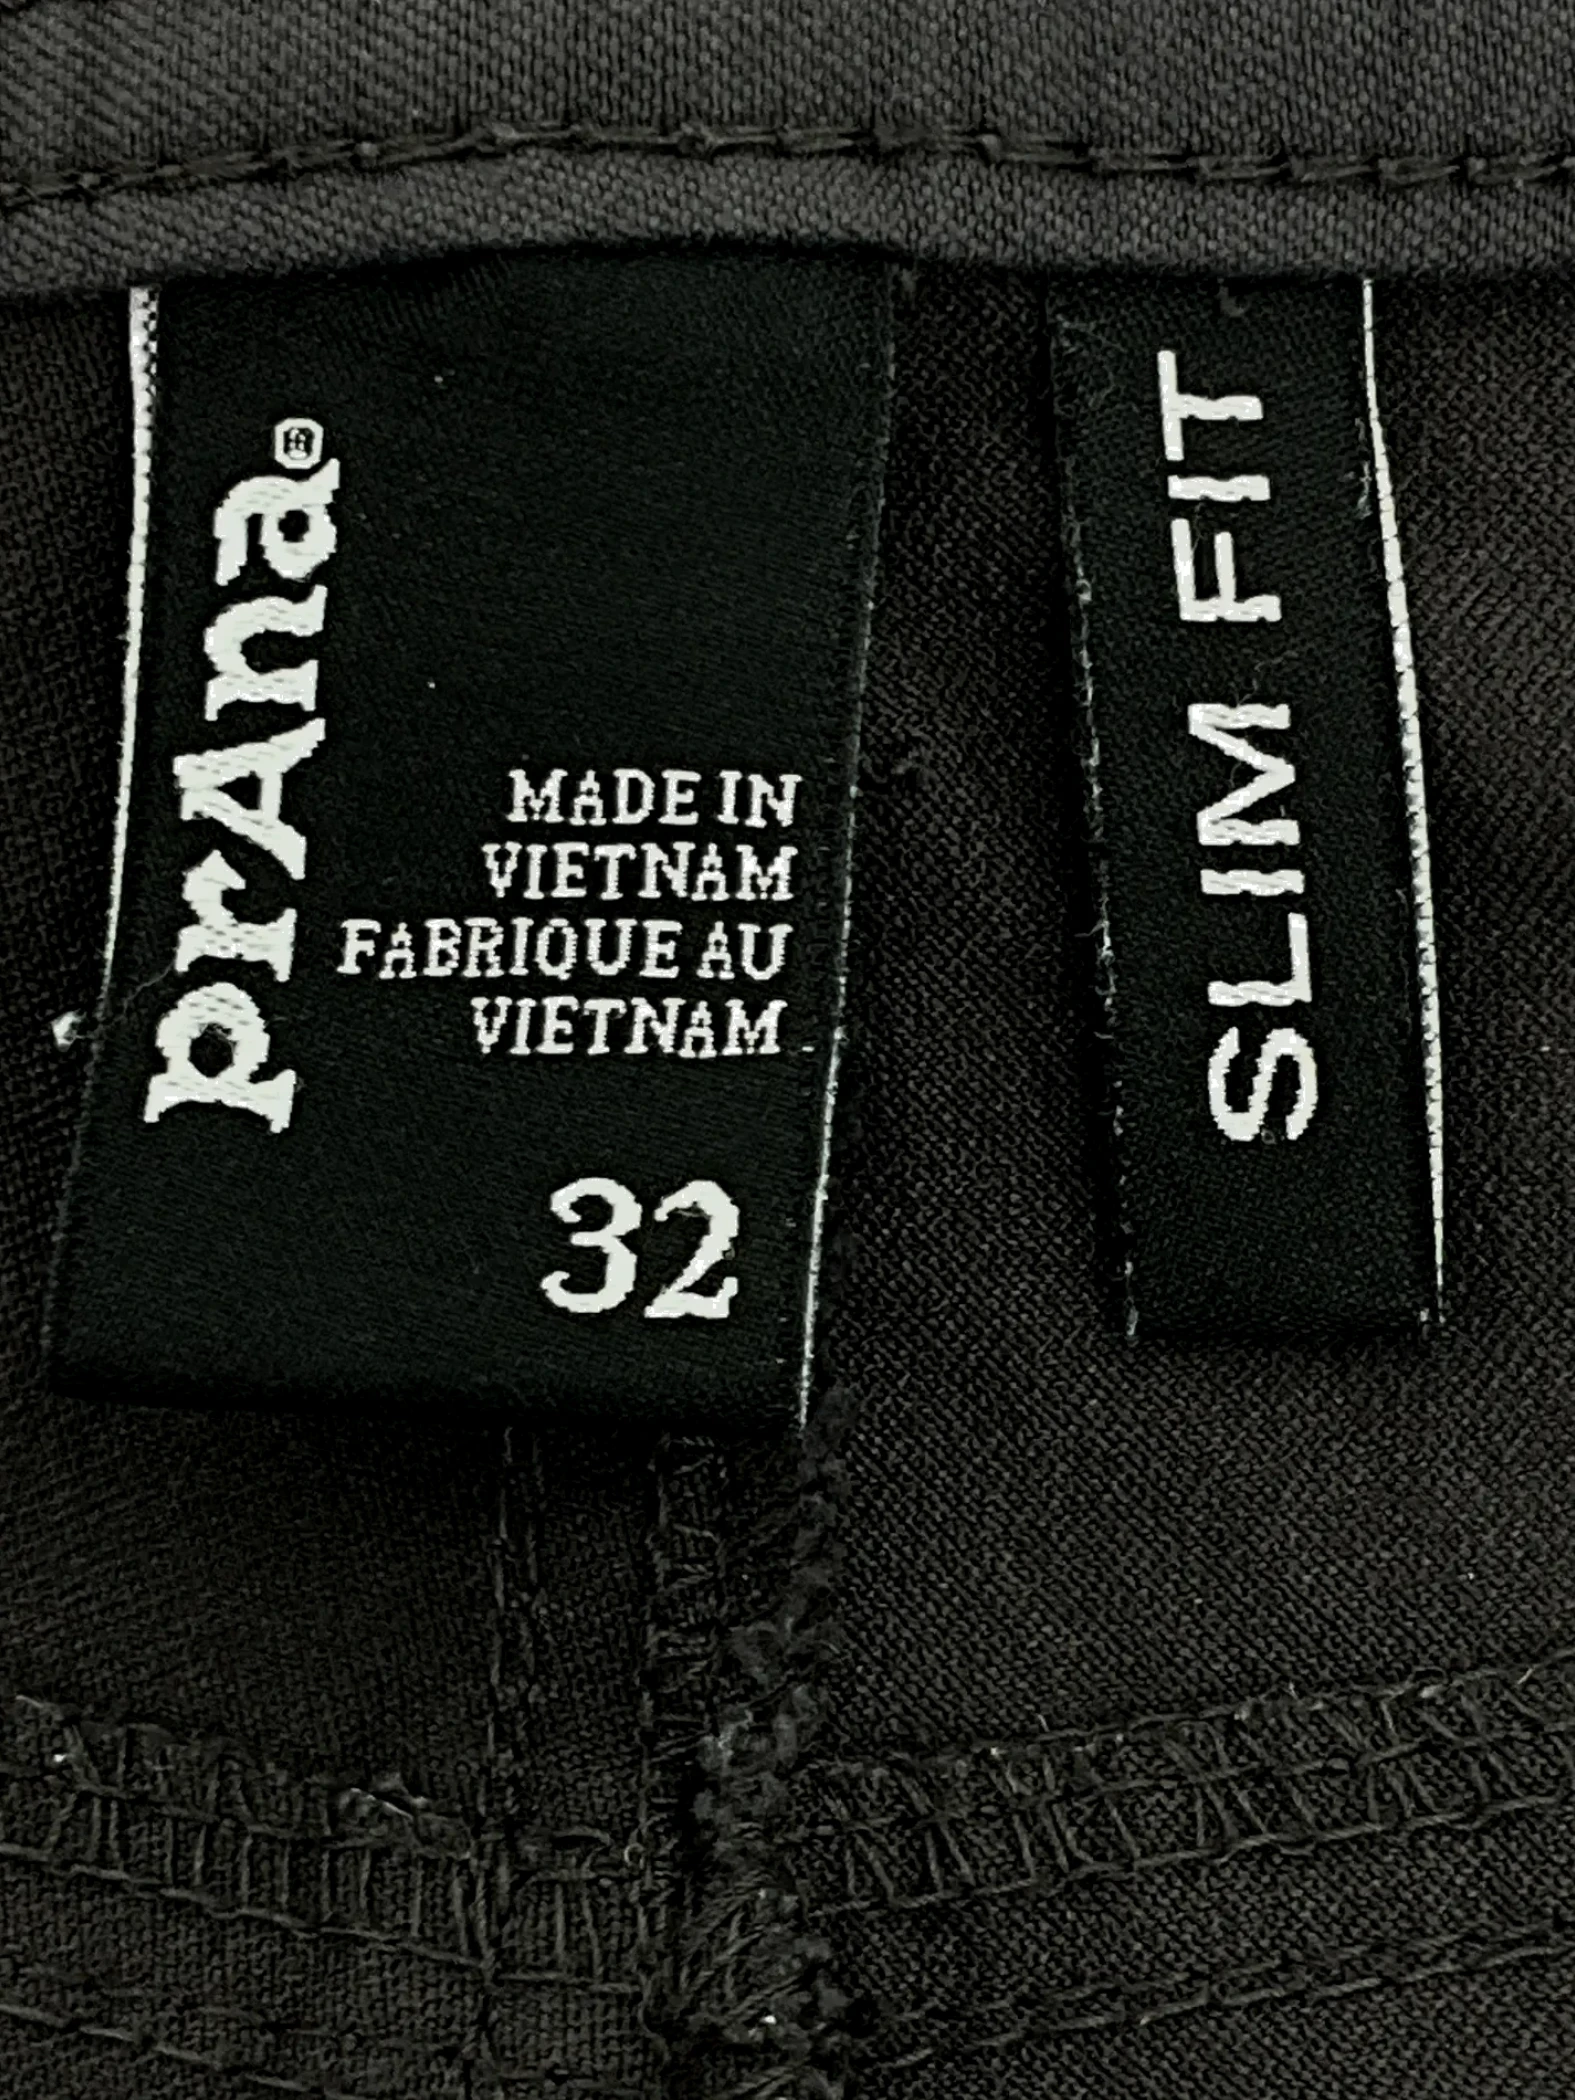 prAna®
MADE IN
VIETNAM
FABRIQUE AU
VIETNAM
32
SLIM FIT